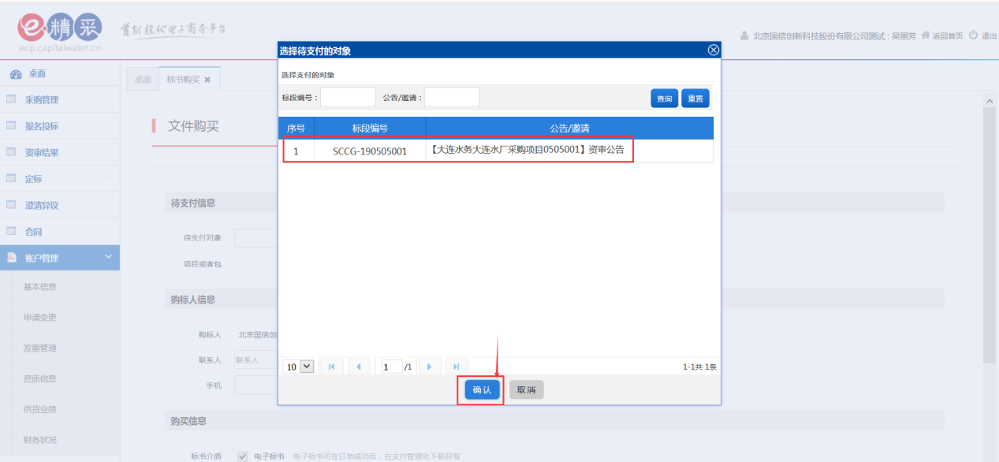 e精采
首创股份电子商务平台
ecp.capitalwater.cn
北京国信创新科技股份有限公司测试 : 吴丽芳 返回首页 退出
桌面
采购管理
报名投标
资审结果
定标
澄清异议
合同
账户管理
基本信息
申请变更
发票管理
资质信息
供货业绩
财务状况
桌面 标书购买
文件购买
待支付信息
待支付对象
项目或者包
购标人信息
购标人 北京国信创
联系人 联系人
手机
购买信息
标书介质 电子标书 电子标书可在订单成功后，在支付管理处下载获取
选择待支付的对象
选择支付的对象
标段编号 : 公告/邀请 : 查询 重置
序号 标段编号 公告/邀请
1 SCCG-190505001 【大连水务大连水厂采购项目0505001】资审公告
10 1 /1 1-1共 1条
确认 取消